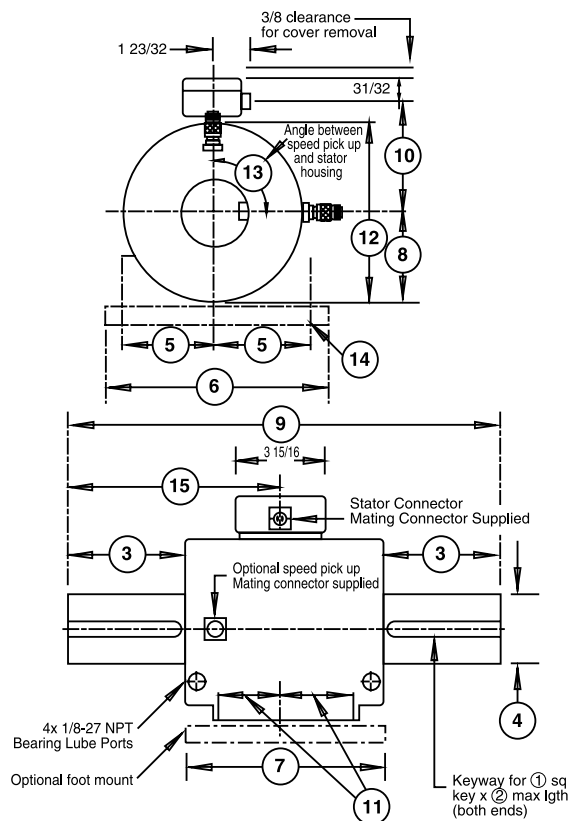 3/8 clearance
for cover removal
1 23/32
31/32
Angle between
speed pick up
and stator
housing
10
13
12
8
5
5
14
6
9
3 15/16
15
Stator Connector
Mating Connector Supplied
3
3
Optional speed pick up
Mating connector supplied
4x 1/8-27 NPT
Bearing Lube Ports
4
Optional foot mount
7
11
Keyway for ① sq
key x ② max lgth
(both ends)